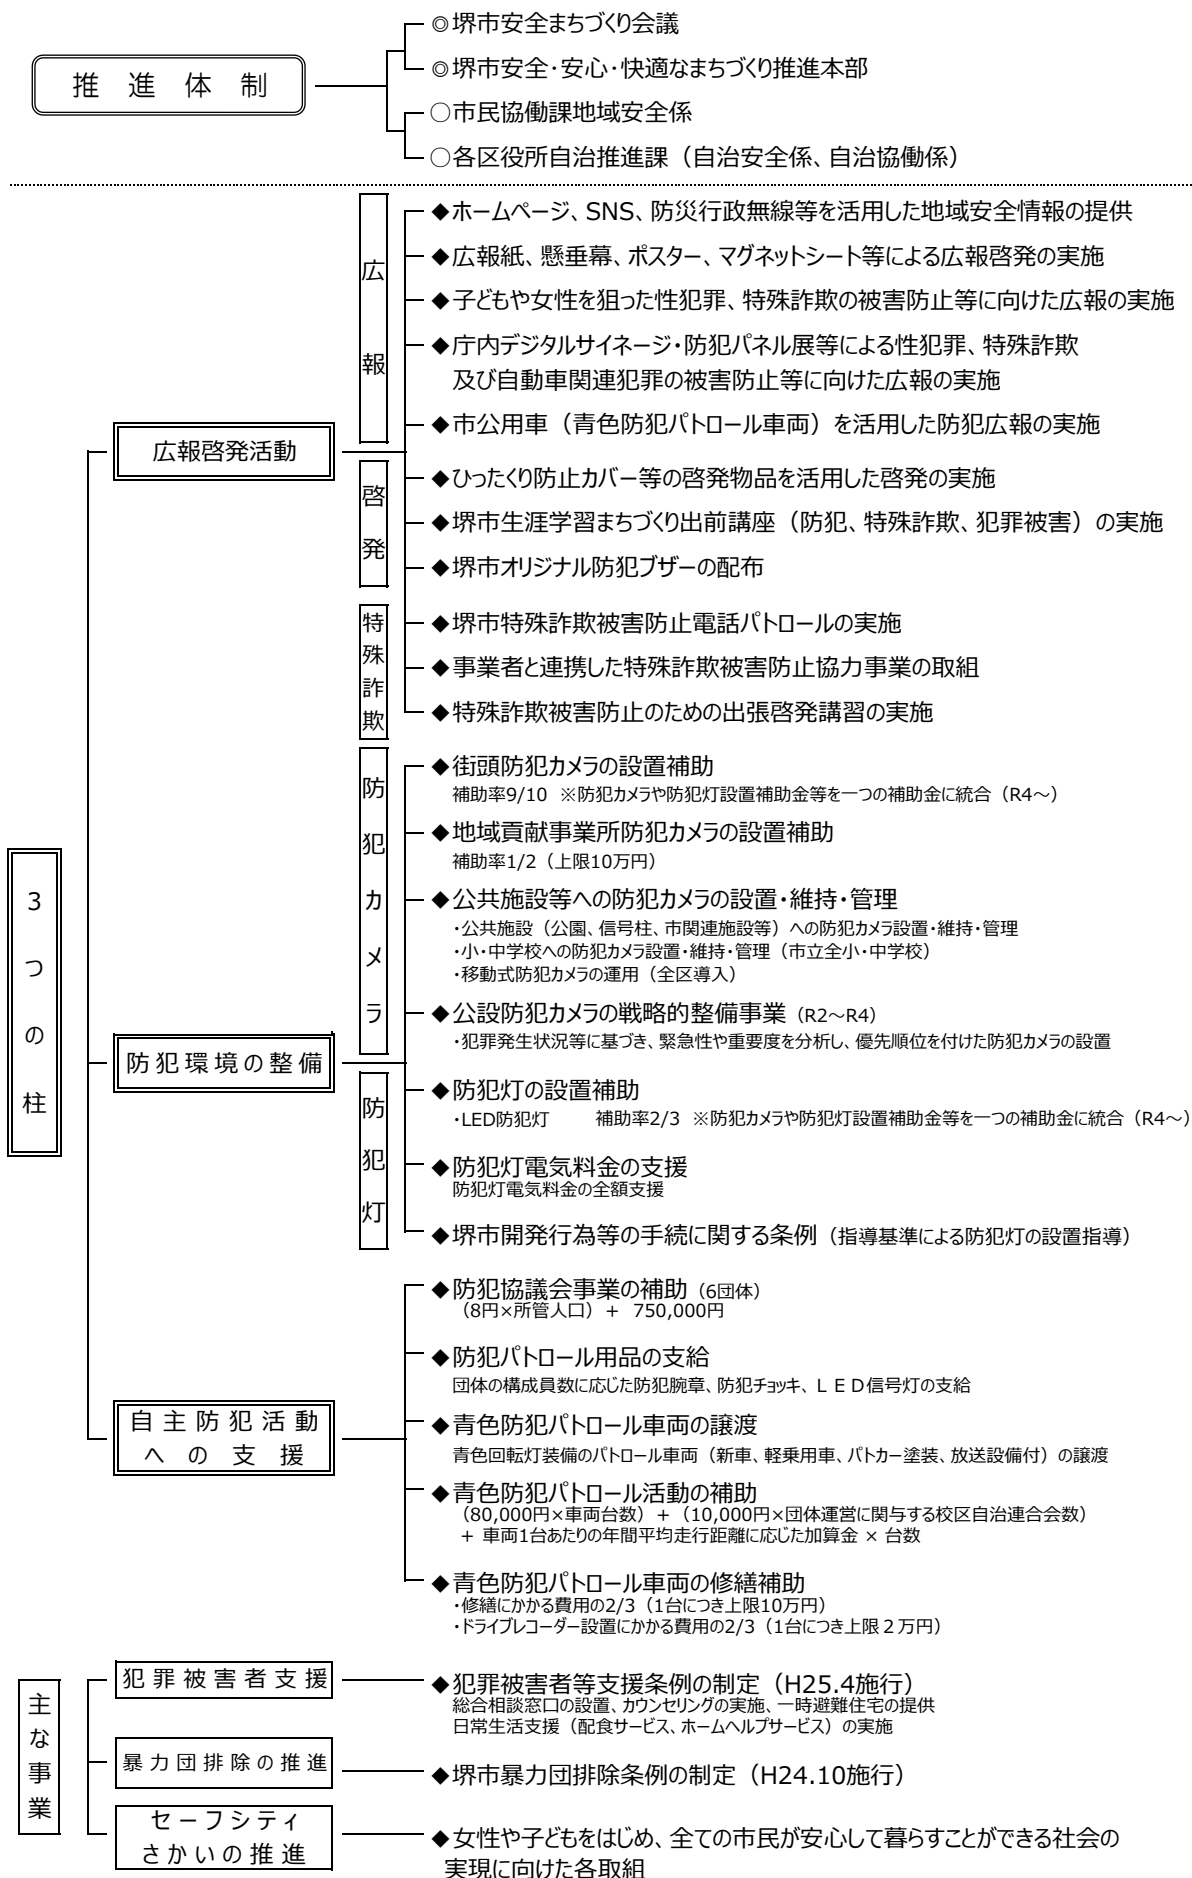 推進体制
◎堺市安全まちづくり会議
◎堺市安全・安心・快適なまちづくり推進本部
○市民協働課地域安全係
○各区役所自治推進課（自治安全係、自治協働係）
3つの柱
広報啓発活動
広報
◆ホームページ、SNS、防災行政無線等を活用した地域安全情報の提供
◆広報紙、懸垂幕、ポスター、マグネットシート等による広報啓発の実施
◆子どもや女性を狙った性犯罪、特殊詐欺の被害防止等に向けた広報の実施
◆庁内デジタルサイネージ・防犯パネル展等による性犯罪、特殊詐欺
及び自動車関連犯罪の被害防止等に向けた広報の実施
◆市公用車（青色防犯パトロール車両）を活用した防犯広報の実施
啓発
◆ひったくり防止カバー等の啓発物品を活用した啓発の実施
◆堺市生涯学習まちづくり出前講座（防犯、特殊詐欺、犯罪被害）の実施
◆堺市オリジナル防犯ブザーの配布
特殊詐欺
◆堺市特殊詐欺被害防止電話パトロールの実施
◆事業者と連携した特殊詐欺被害防止協力事業の取組
◆特殊詐欺被害防止のための出張啓発講習の実施
防犯環境の整備
防犯カメラ
◆街頭防犯カメラの設置補助
補助率9/10 ※防犯カメラや防犯灯設置補助金等を一つの補助金に統合（R4～）
◆地域貢献事業所防犯カメラの設置補助
補助率1/2（上限10万円）
◆公共施設等への防犯カメラの設置・維持・管理
・公共施設（公園、信号柱、市関連施設等）への防犯カメラ設置・維持・管理
・小・中学校への防犯カメラ設置・維持・管理（市立全小・中学校）
・移動式防犯カメラの運用（全区導入）
◆公設防犯カメラの戦略的整備事業（R2～R4）
・犯罪発生状況等に基づき、緊急性や重要度を分析し、優先順位を付けた防犯カメラの設置
防犯灯
◆防犯灯の設置補助
・LED防犯灯 補助率2/3 ※防犯カメラや防犯灯設置補助金等を一つの補助金に統合（R4～）
◆防犯灯電気料金の支援
防犯灯電気料金の全額支援
◆堺市開発行為等の手続に関する条例（指導基準による防犯灯の設置指導）
自主防犯活動
への支援
◆防犯協議会事業の補助（6団体）
（8円×所管人口）＋ 750,000円
◆防犯パトロール用品の支給
団体の構成員数に応じた防犯腕章、防犯チョッキ、ＬＥＤ信号灯の支給
◆青色防犯パトロール車両の譲渡
青色回転灯装備のパトロール車両（新車、軽乗用車、パトカー塗装、放送設備付）の譲渡
◆青色防犯パトロール活動の補助
（80,000円×車両台数）＋（10,000円×団体運営に関与する校区自治連合会数）
＋ 車両1台あたりの年間平均走行距離に応じた加算金 × 台数
◆青色防犯パトロール車両の修繕補助
・修繕にかかる費用の2/3（1台につき上限10万円）
・ドライブレコーダー設置にかかる費用の2/3（1台につき上限２万円）
主な事業
犯罪被害者支援
◆犯罪被害者等支援条例の制定（H25.4施行）
総合相談窓口の設置、カウンセリングの実施、一時避難住宅の提供
日常生活支援（配食サービス、ホームヘルプサービス）の実施
暴力団排除の推進
◆堺市暴力団排除条例の制定（H24.10施行）
セーフシティ
さかいの推進
◆女性や子どもをはじめ、全ての市民が安心して暮らすことができる社会の
実現に向けた各取組